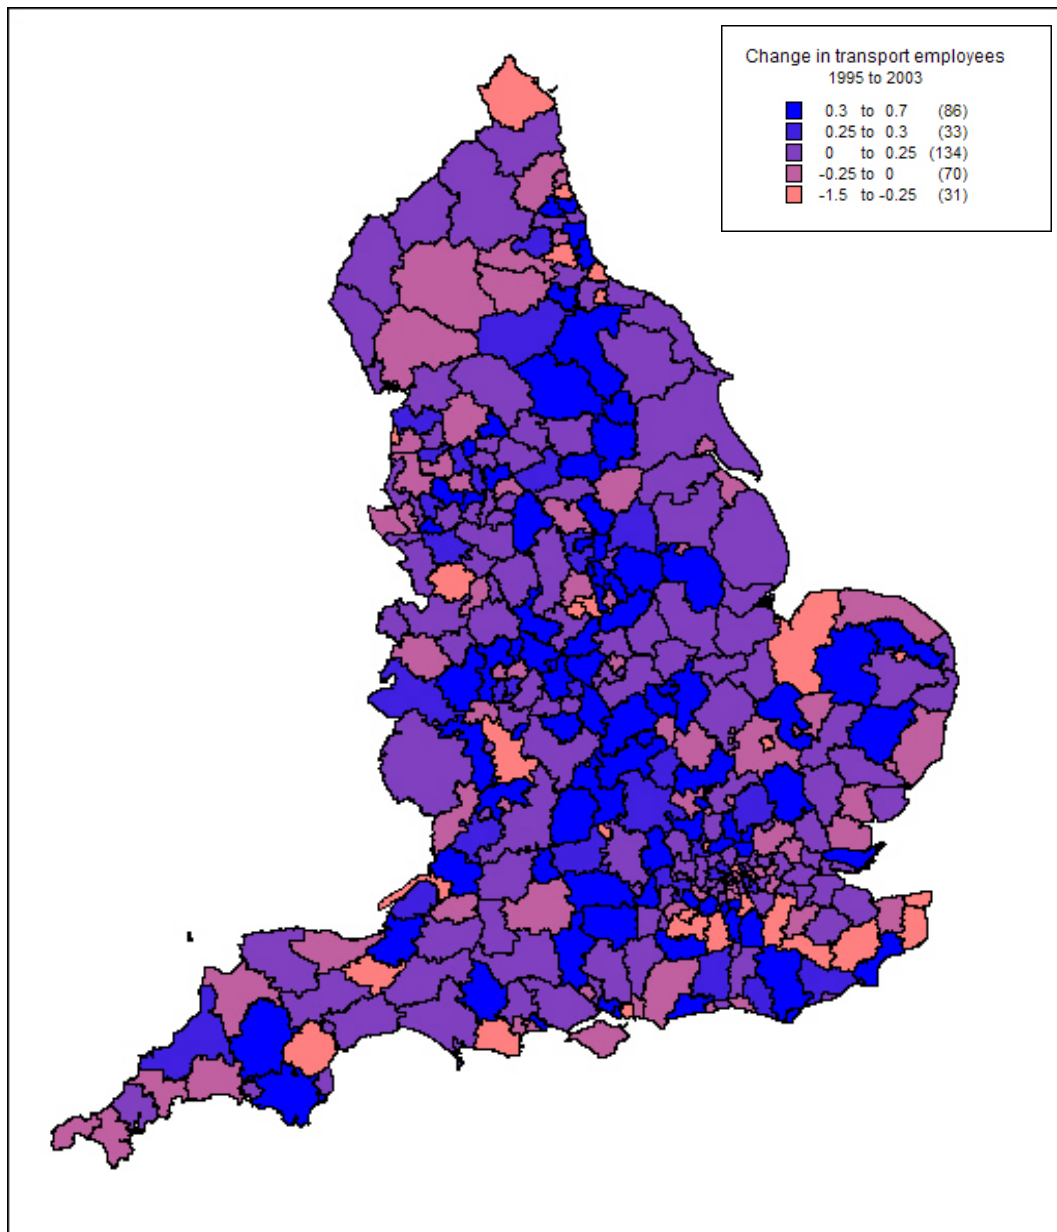 Change in transport employees
1995 to 2003
0.3 to 0.7 (86)
0.25 to 0.3 (33)
0 to 0.25 (134)
-0.25 to 0 (70)
-1.5 to -0.25 (31)